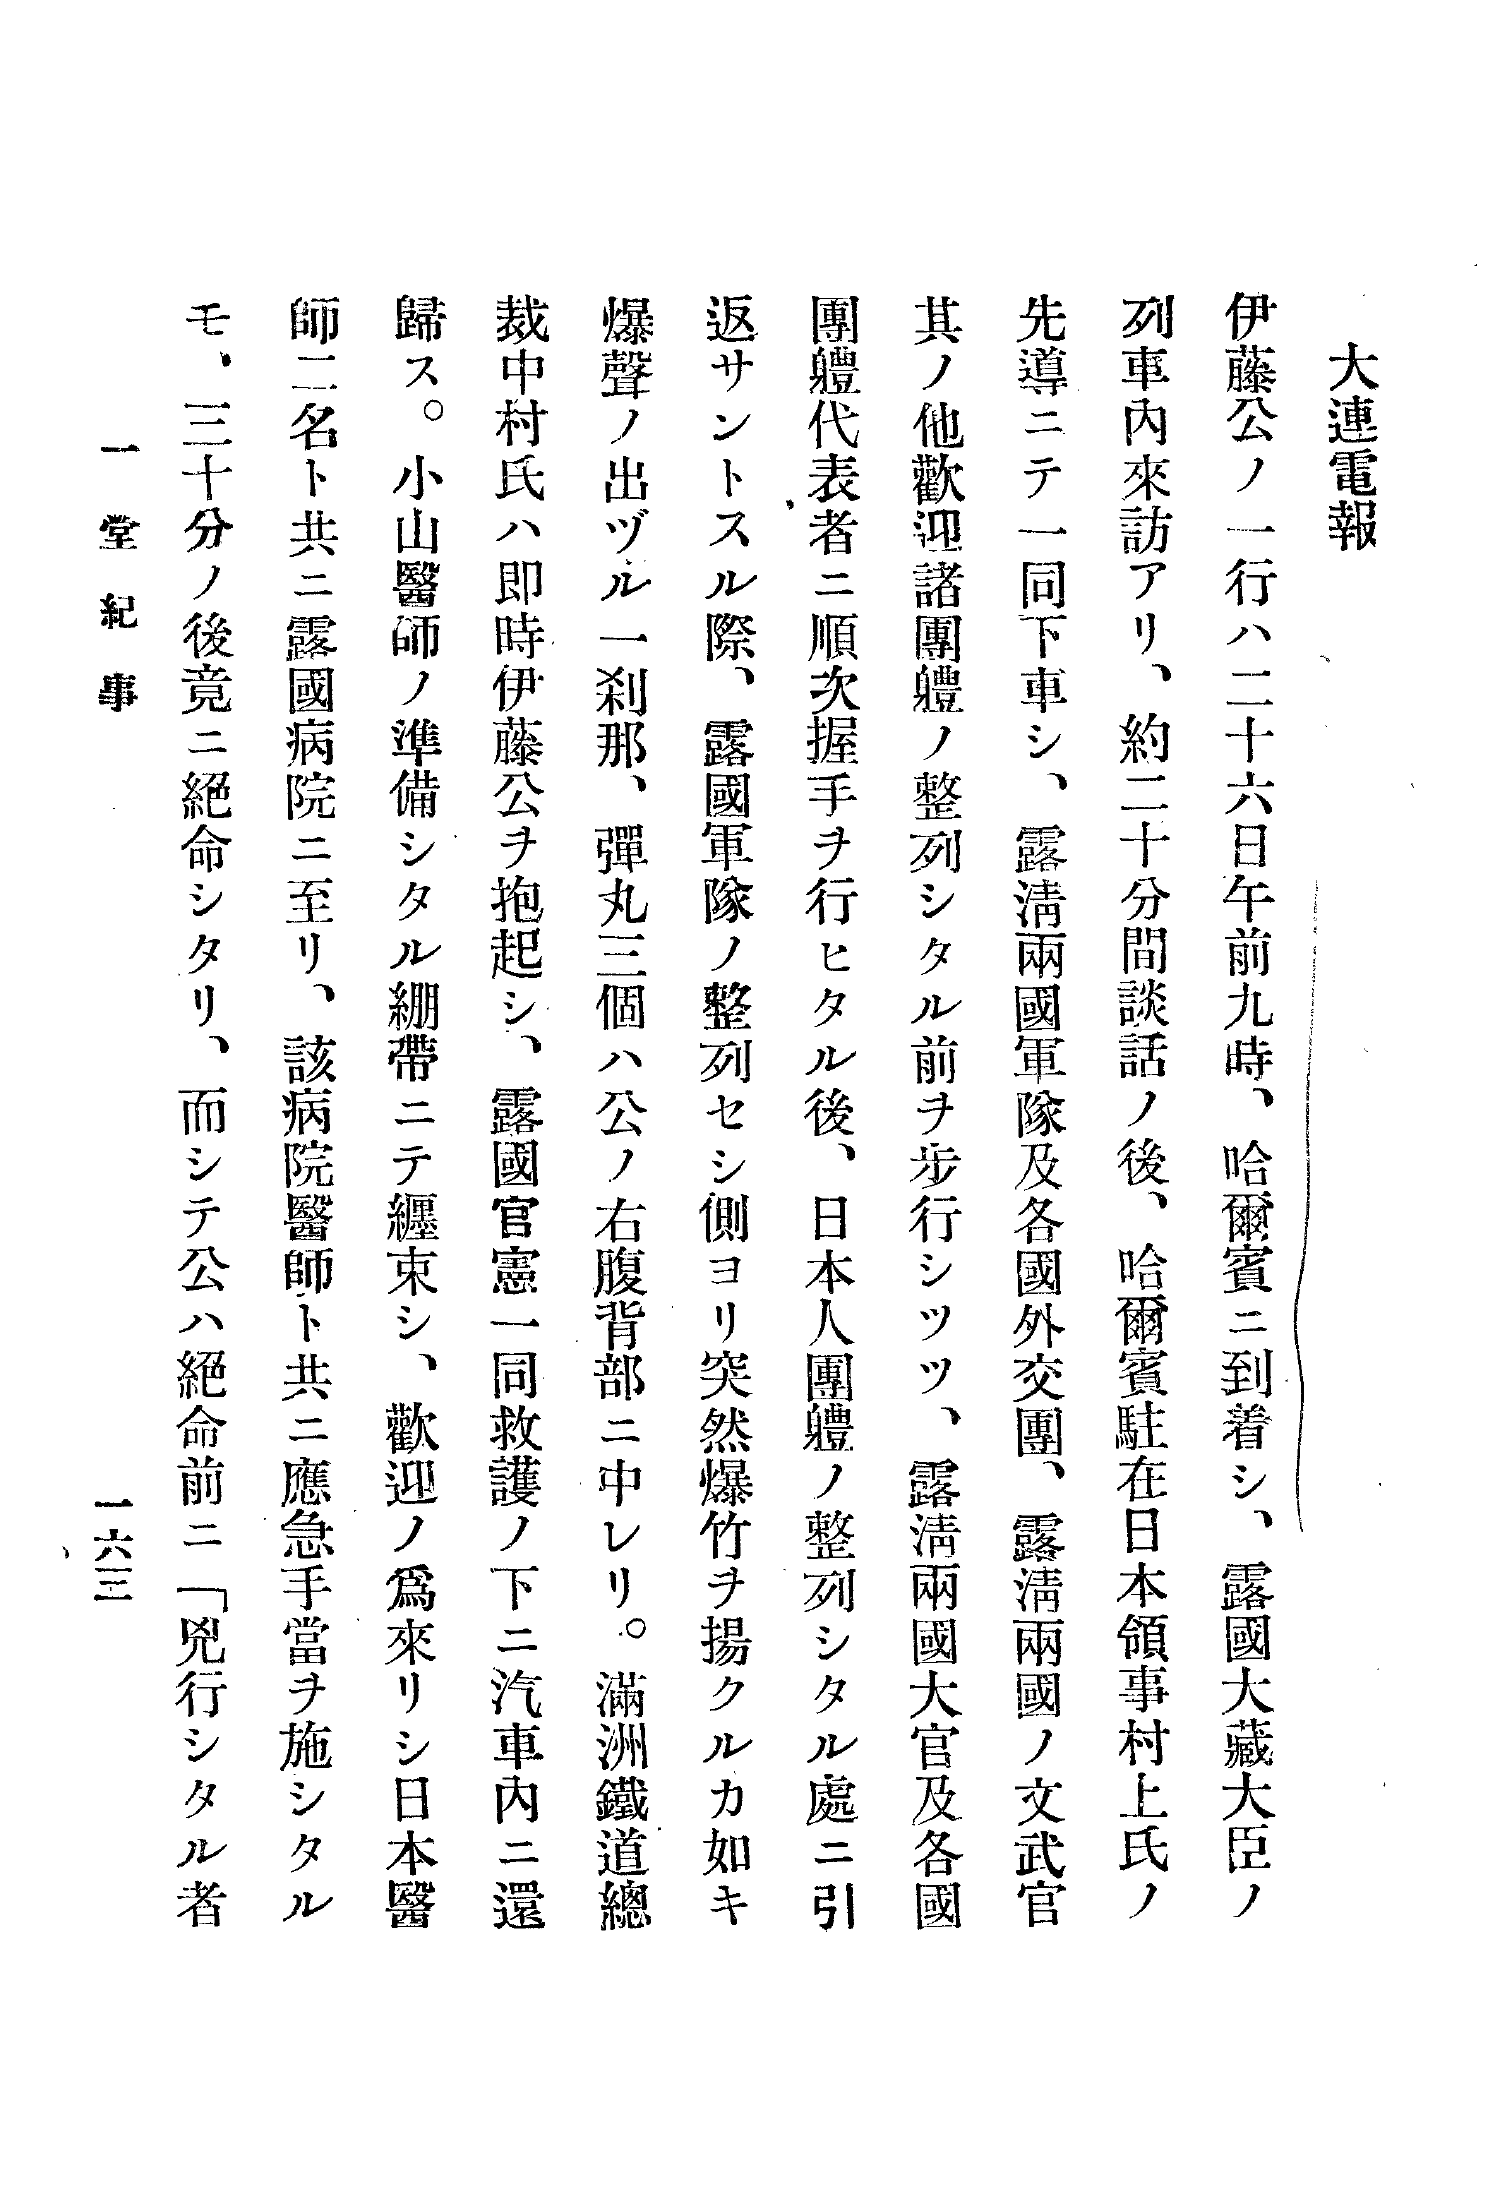 大連電報
伊藤公ノ一行ハ二十六日午前九時、哈爾賓ニ到着シ、露國大藏大臣ノ
列車內來訪アリ、約二十分間談話ノ後、哈爾賓駐在日本領事村上氏ノ
先導ニテ一同下車シ、露淸兩國軍隊及各國外交團、露淸兩國ノ文武官
其ノ他歡迎諸團軆ノ整列シタル前ヲ步行シツツ、露淸兩國大官及各國
團軆代表者ニ順次握手ヲ行ヒタル後、日本人團軆ノ整列シタル處ニ引
返サントスル際、露國軍隊ノ整列セシ側ヨリ突然爆竹ヲ揚クルカ如キ
爆聲ノ出ヅル一刹那、彈丸三個ハ公ノ右腹背部ニ中レリ。滿洲鐵道總
裁中村氏ハ卽時伊藤公ヲ抱起シ、露國官憲一同救護ノ下ニ汽車內ニ還
歸ス。小山醫師ノ準備シタル綳帶ニテ纒束シ、歡迎ノ爲來リシ日本醫
師二名ト共ニ露國病院ニ至リ、該病院醫師ト共ニ應急手當ヲ施シタル
モ、三十分ノ後竟ニ絕命シタリ、而シテ公ハ絕命前ニ「兇行シタル者
一堂紀事
一六三